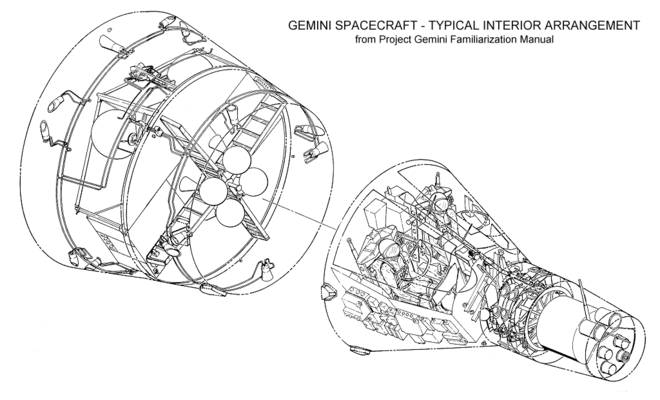 GEMINI SPACECRAFT - TYPICAL INTERIOR ARRANGEMENT
from Project Gemini Familiarization Manual